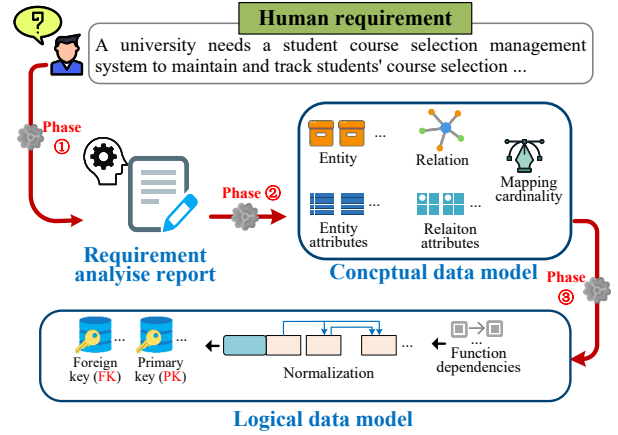 Human requirement
?
A university needs a student course selection management
system to maintain and track students' course selection ...
Phase
①
Requirement
analyise report
Phase ②
...
Entity
Relation
Mapping
cardinality
...
...
Entity
attributes
Relaiton
attributes
Concptual data model
Phase
③
...
...
Foreign
key (FK)
Primary
key (PK)
...
Normalization
...
Function
dependencies
Logical data model